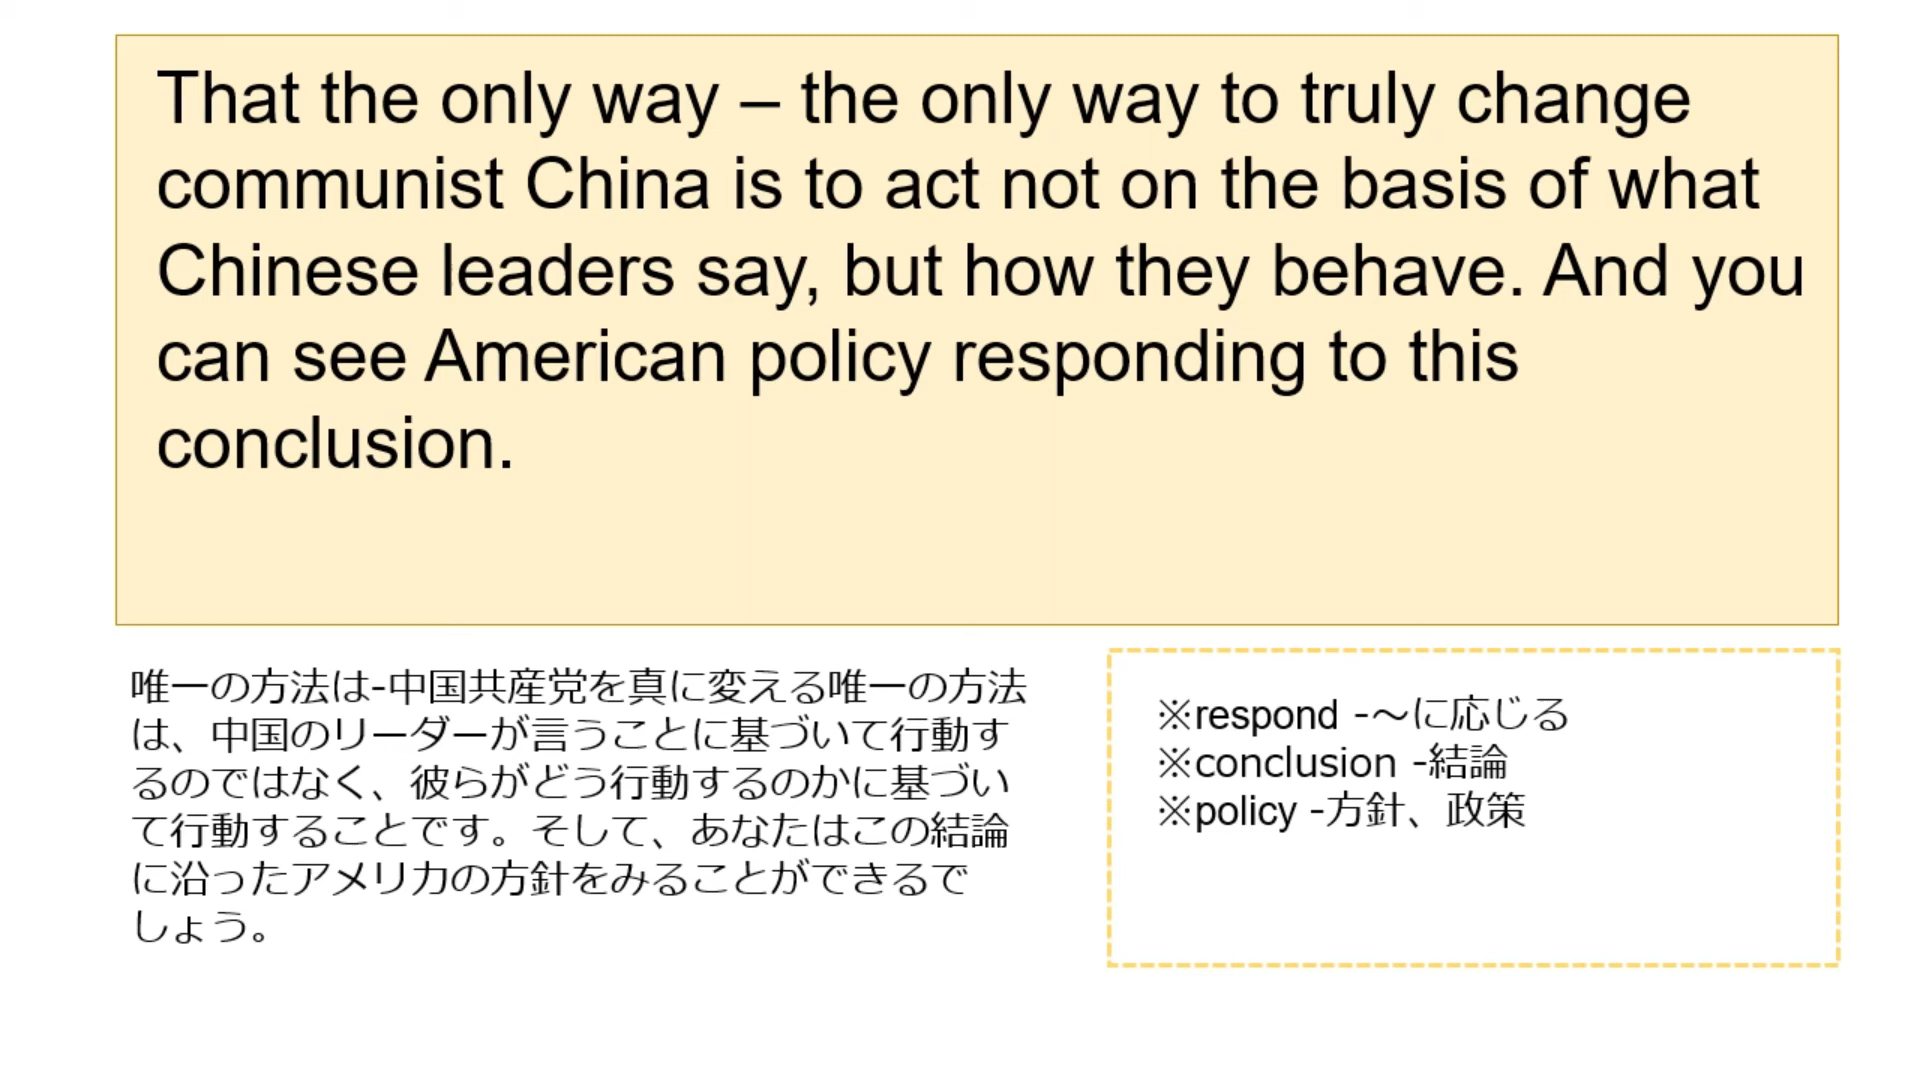 That the only way – the only way to truly change
communist China is to act not on the basis of what
Chinese leaders say, but how they behave. And you
can see American policy responding to this
conclusion.
唯一の方法は-中国共産党を真に変える唯一の方法
は、中国のリーダーが言うことに基づいて行動す
るのではなく、彼らがどう行動するのかに基づい
て行動することです。そして、あなたはこの結論
に沿ったアメリカの方針をみることができるで
しょう。
※respond -～に応じる
※conclusion -結論
※policy -方針、政策